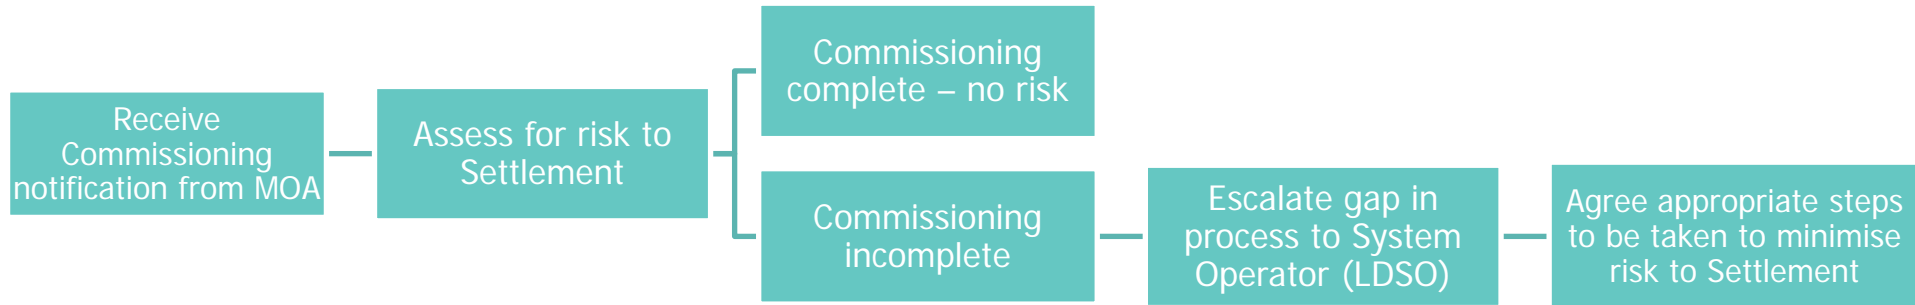 Receive
Commissioning
notification from MOA
Assess for risk to
Settlement
Commissioning
complete – no risk
Commissioning
incomplete
Escalate gap in
process to System
Operator (LDSO)
Agree appropriate steps
to be taken to minimise
risk to Settlement